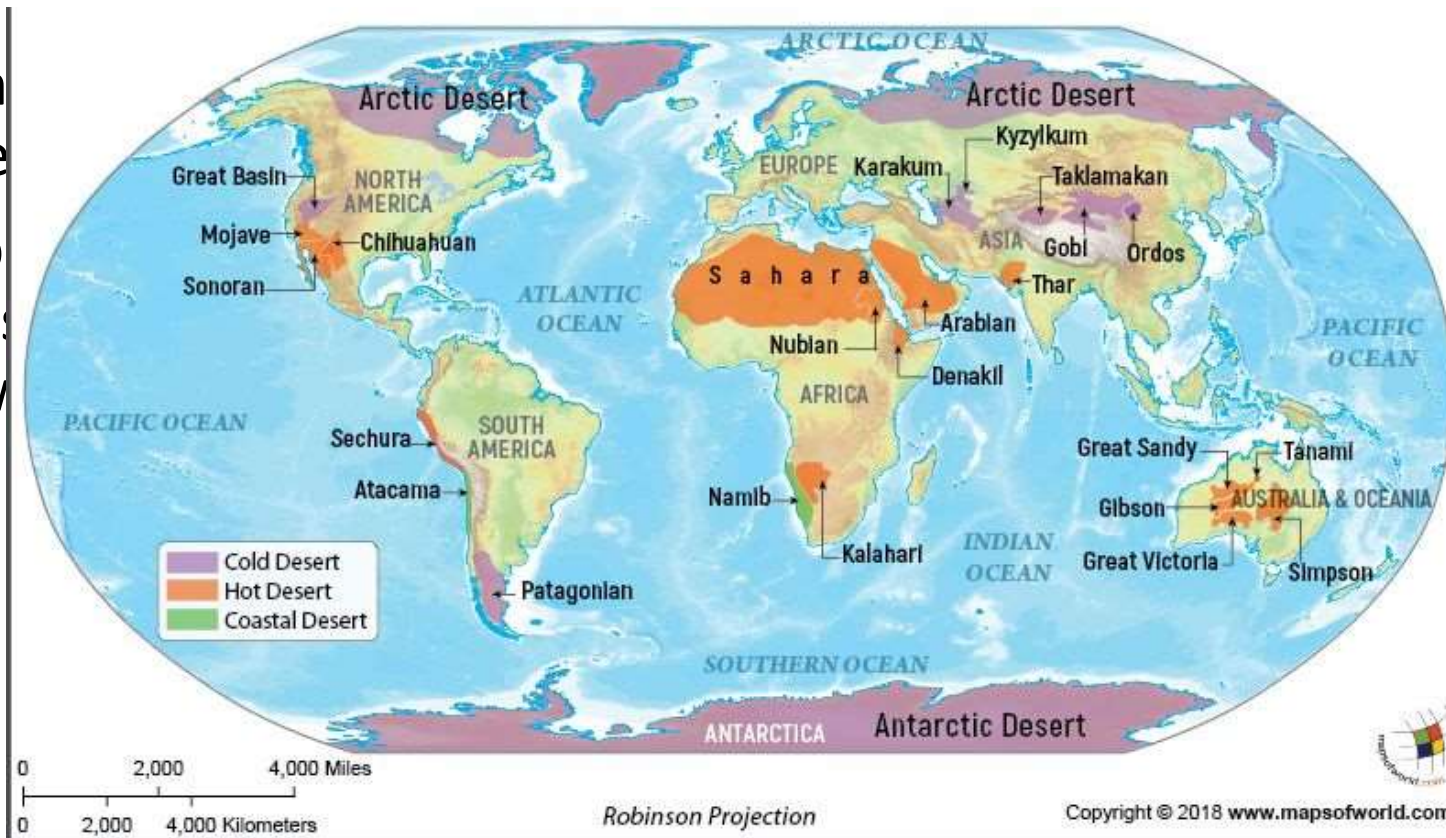 ARCTIC OCEAN
Arctic Desert
Arctic Desert
Kyzylkum
EUROPE
Karakum
Taklamakan
Great Basin
NORTH
AMERICA
Mojave
Chihuahuan
Sonoran
ASIA
Gobi
Ordos
Sahara
Thar
ATLANTIC
OCEAN
Arabian
Nubian
Denakil
PACIFIC
OCEAN
AFRICA
PACIFIC OCEAN
SOUTH
AMERICA
Sechura
Atacama
Great Sandy
Tanami
Namib
Gibson
AUSTRALIA & OCEANIA
Kalahari
INDIAN
OCEAN
Great Victoria
Simpson
Cold Desert
Hot Desert
Coastal Desert
Patagonian
SOUTHERN OCEAN
ANTARCTICA
Antarctic Desert
0 2,000 4,000 Miles
0 2,000 4,000 Kilometers
Robinson Projection
Copyright © 2018 www.mapsofworld.com